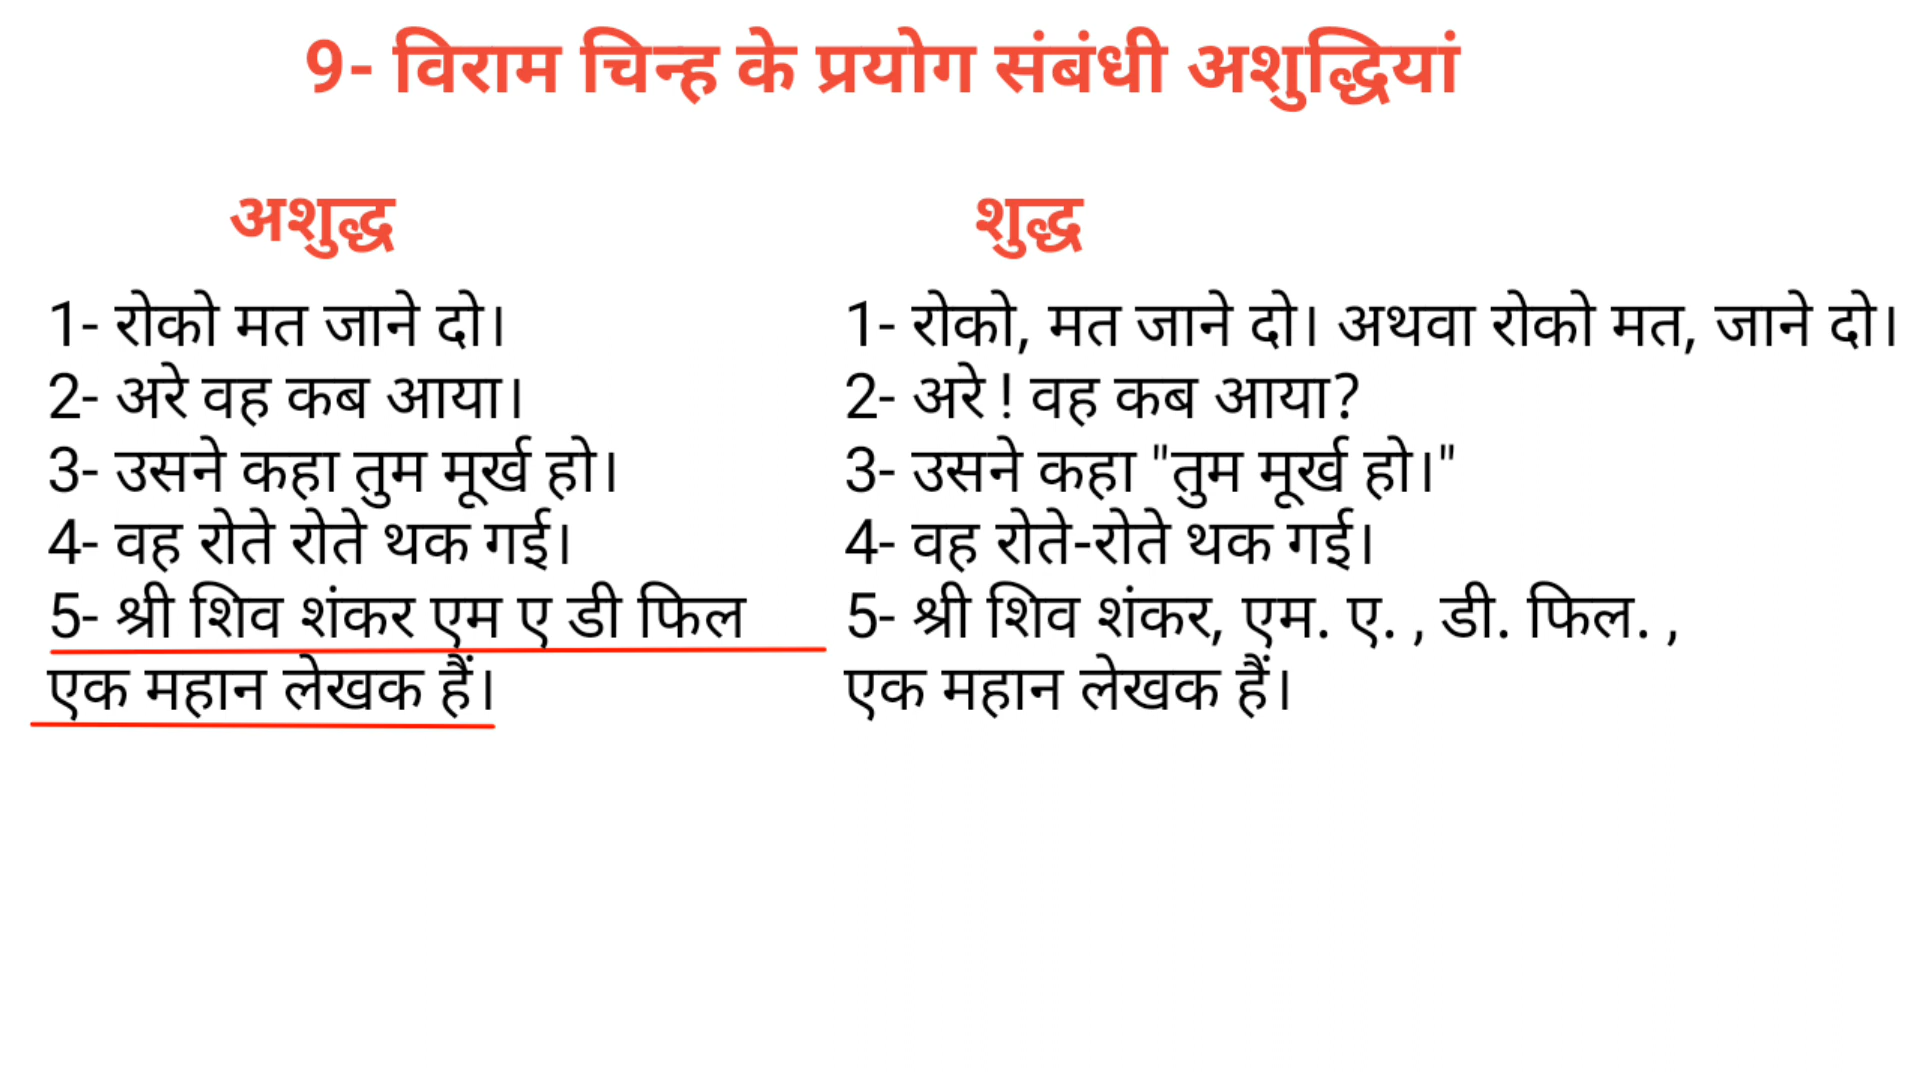 9- विराम चिन्ह के प्रयोग संबंधी अशुद्धियां
अशुद्ध
1- रोको मत जाने दो।
2- अरे वह कब आया।
3- उसने कहा तुम मूर्ख हो।
4- वह रोते रोते थक गई।
5- श्री शिव शंकर एम ए डी फिल
एक महान लेखक हैं।
शुद्ध
1- रोको, मत जाने दो। अथवा रोको मत, जाने दो।
2- अरे ! वह कब आया?
3- उसने कहा "तुम मूर्ख हो।"
4- वह रोते-रोते थक गई।
5- श्री शिव शंकर, एम. ए. , डी. फिल. ,
एक महान लेखक हैं।